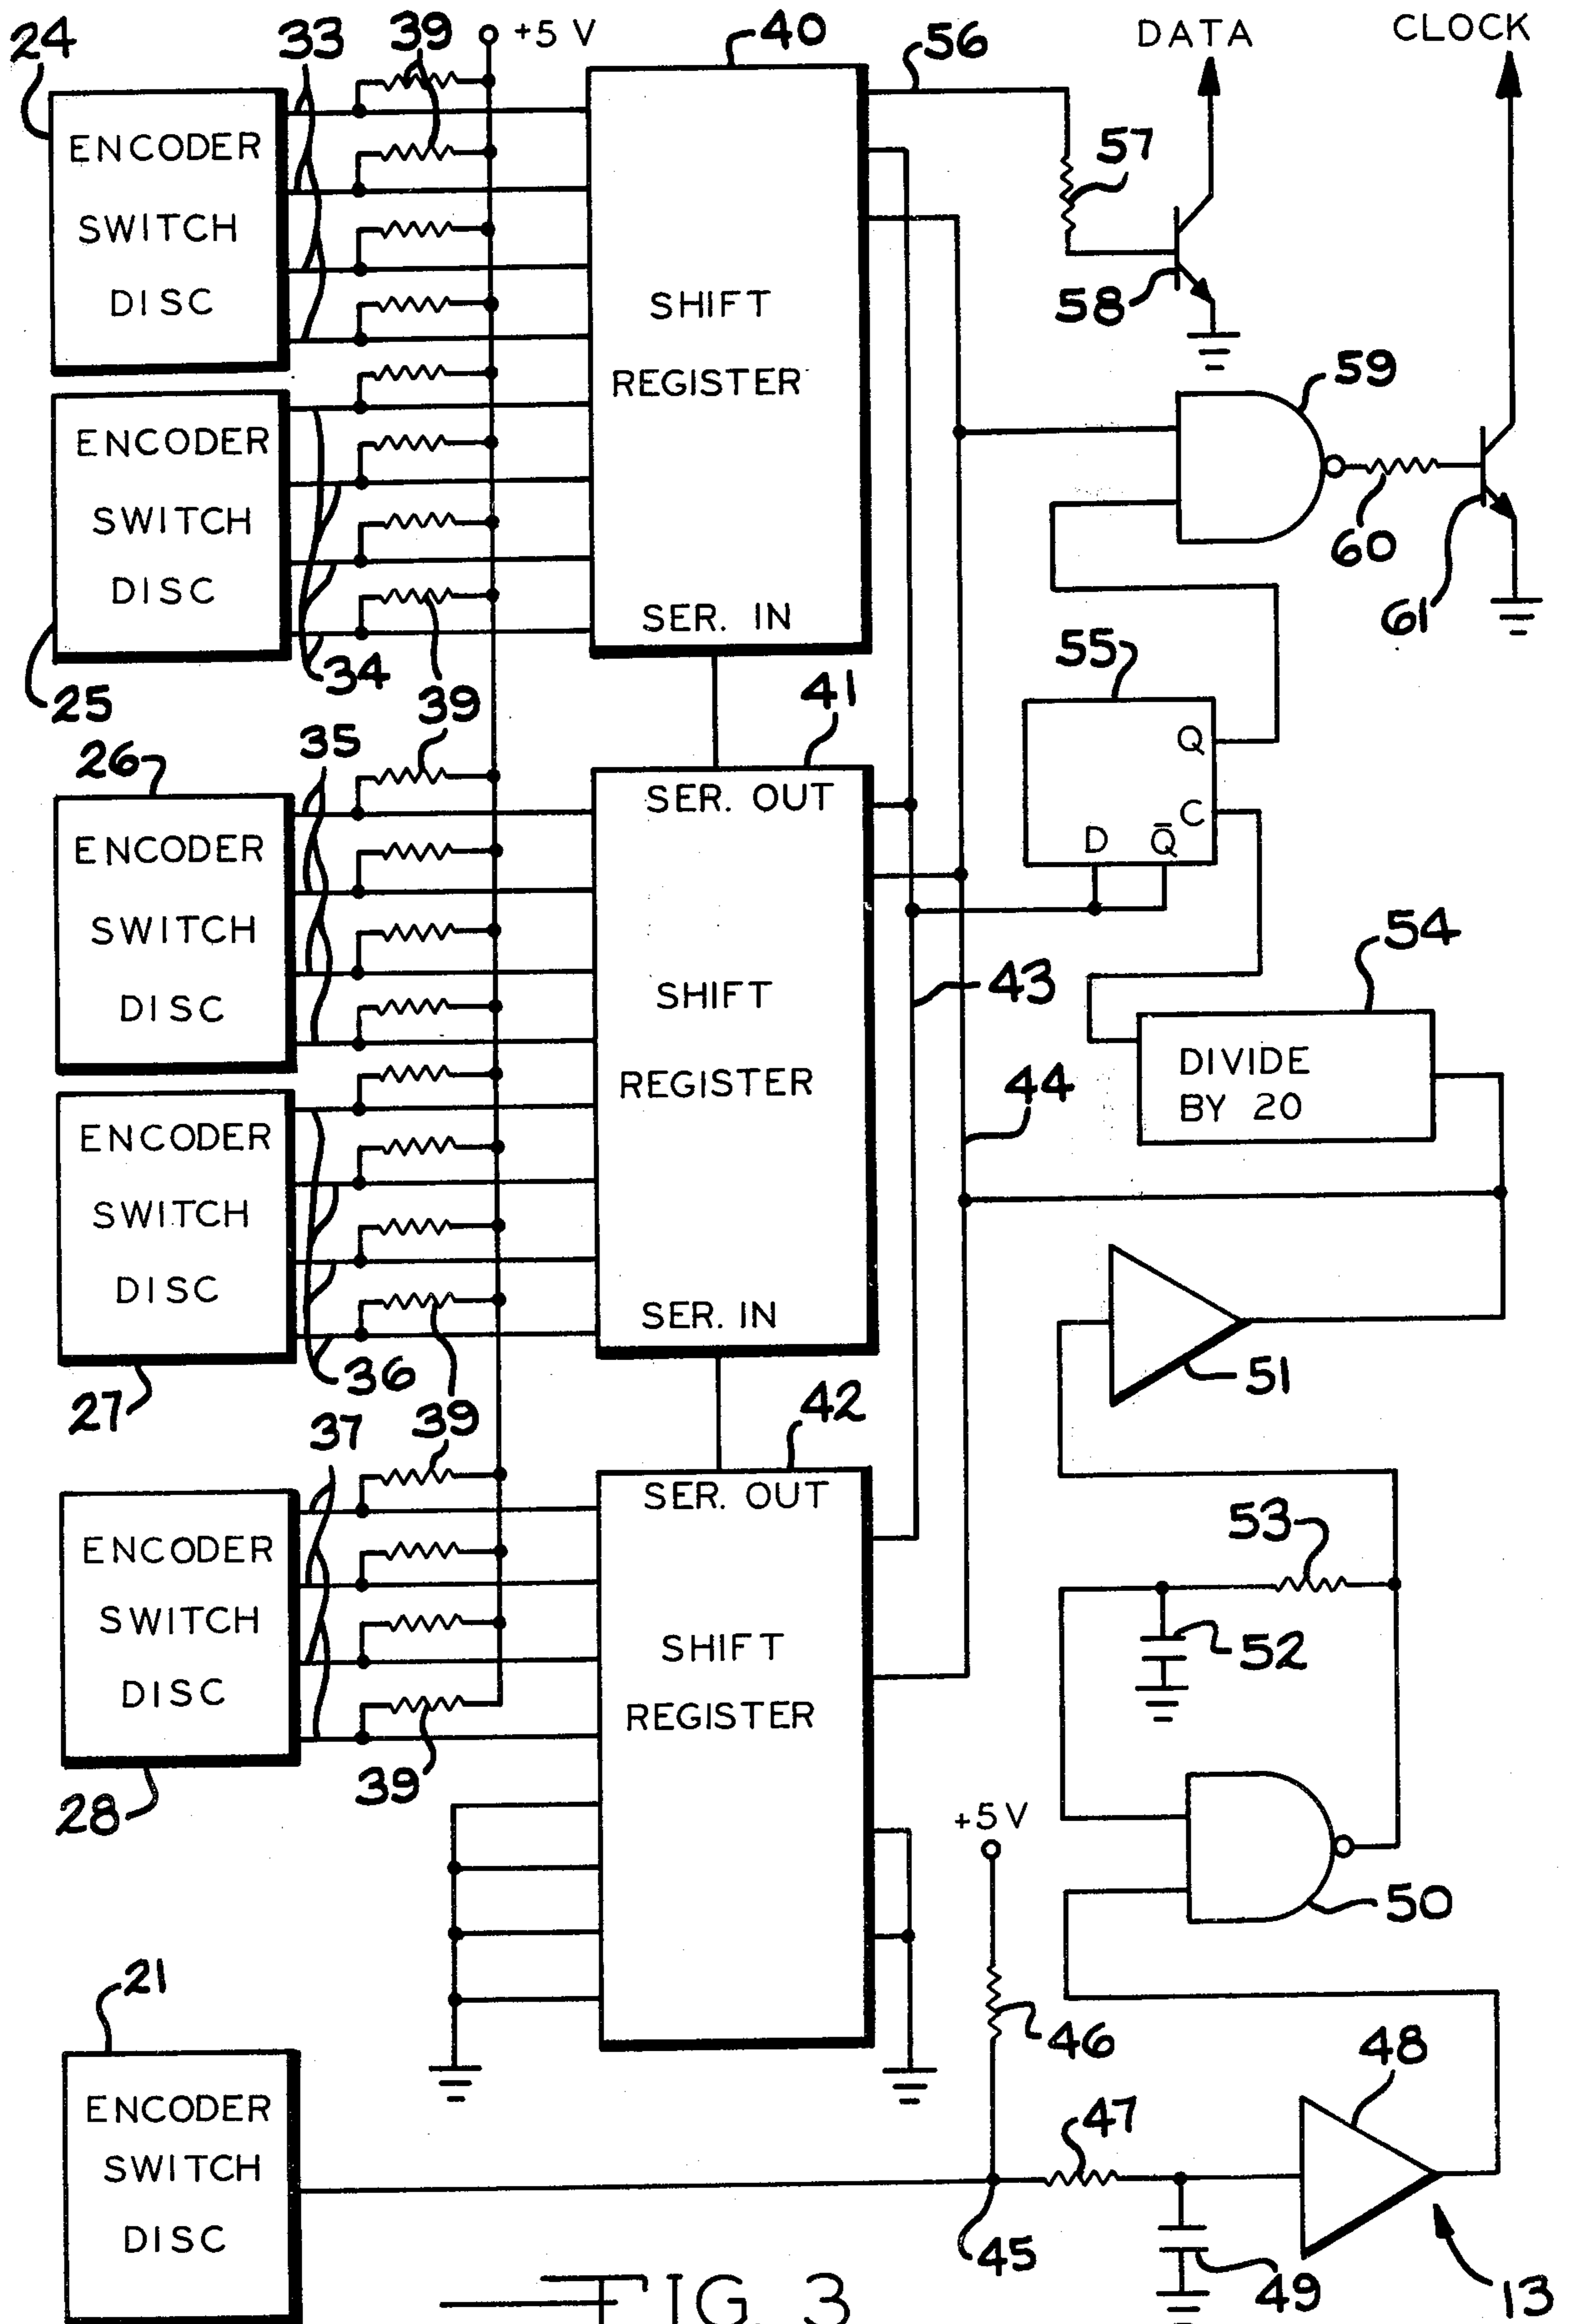 24
33
39
+5 V
40
56
DATA
CLOCK
ENCODER
SWITCH
DISC
57
SHIFT
REGISTER
58
59
ENCODER
SWITCH
DISC
60
61
SER. IN
25
34
39
55
26
35
39
41
Q
C
D
Q̄
ENCODER
SWITCH
DISC
SER. OUT
54
43
SHIFT
REGISTER
DIVIDE
BY 20
44
ENCODER
SWITCH
DISC
SER. IN
51
27
36
37
39
42
SER. OUT
53
ENCODER
SWITCH
DISC
SHIFT
REGISTER
52
28
39
+5 V
50
21
46
ENCODER
SWITCH
DISC
47
48
45
49
13
FIG. 3